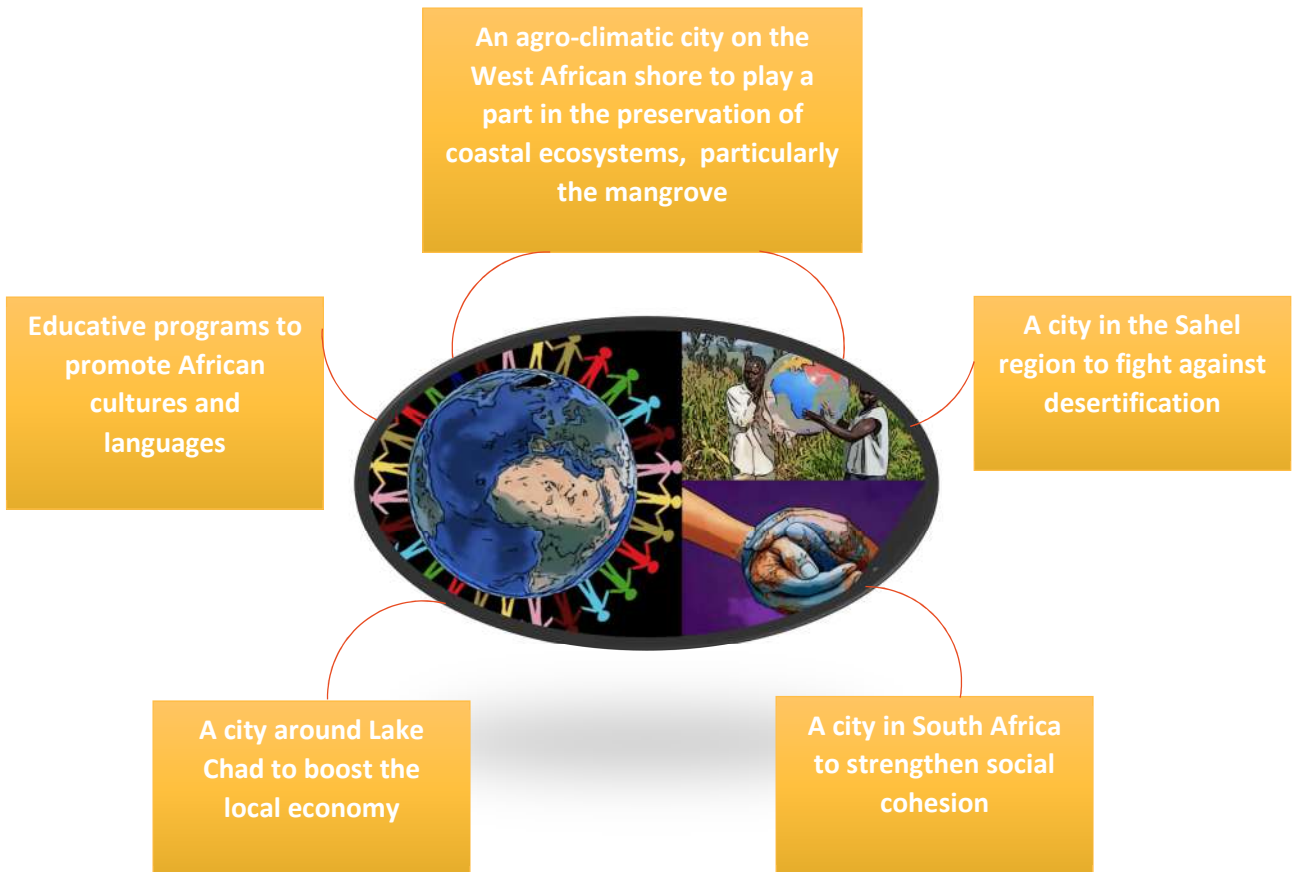 An agro-climatic city on the
West African shore to play a
part in the preservation of
coastal ecosystems, particularly
the mangrove
Educative programs to
promote African
cultures and
languages
A city in the Sahel
region to fight against
desertification
A city around Lake
Chad to boost the
local economy
A city in South Africa
to strengthen social
cohesion